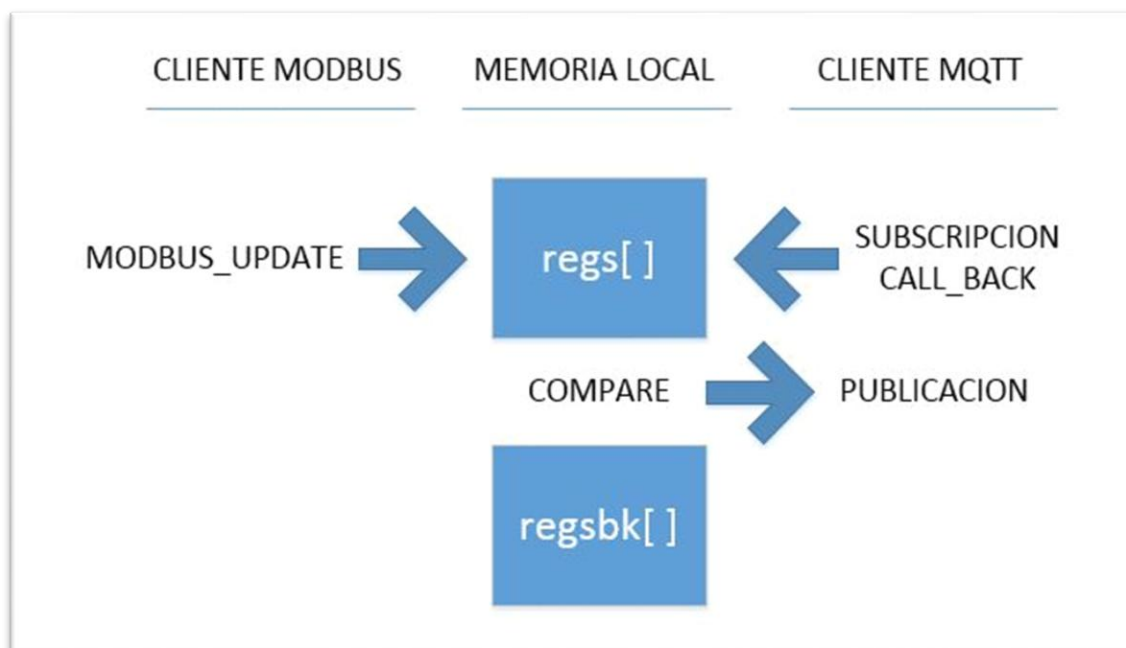 CLIENTE MODBUS
MEMORIA LOCAL
CLIENTE MQTT
MODBUS_UPDATE
regs[ ]
SUBSCRIPCION
CALL_BACK
COMPARE
PUBLICACION
regsbk[ ]